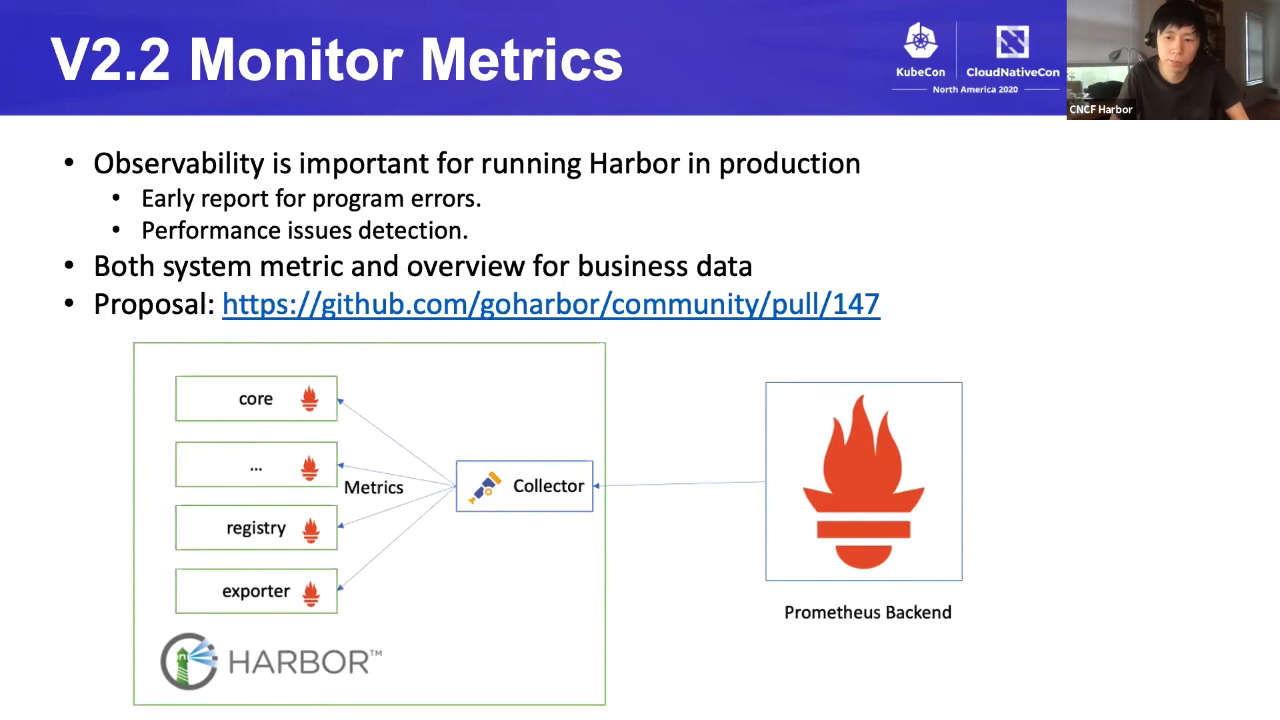 V2.2 Monitor Metrics
KubeCon
CloudNativeCon
North America 2020
CNCF Harbor
• Observability is important for running Harbor in production
• Early report for program errors.
• Performance issues detection.
• Both system metric and overview for business data
• Proposal: https://github.com/goharbor/community/pull/147
core
...
Metrics
registry
exporter
Collector
HARBOR™
Prometheus Backend